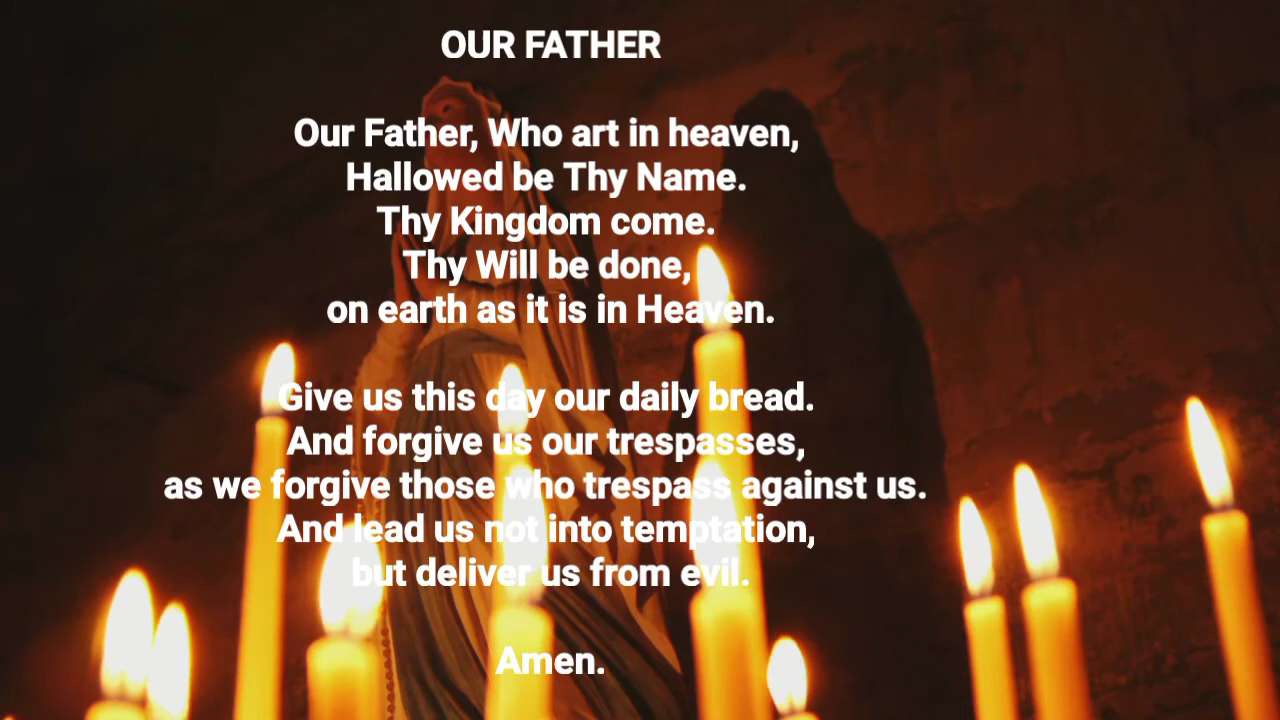 OUR FATHER
Our Father, Who art in heaven,
Hallowed be Thy Name.
Thy Kingdom come.
Thy Will be done,
on earth as it is in Heaven.
Give us this day our daily bread.
And forgive us our trespasses,
as we forgive those who trespass against us.
And lead us not into temptation,
but deliver us from evil.
Amen.